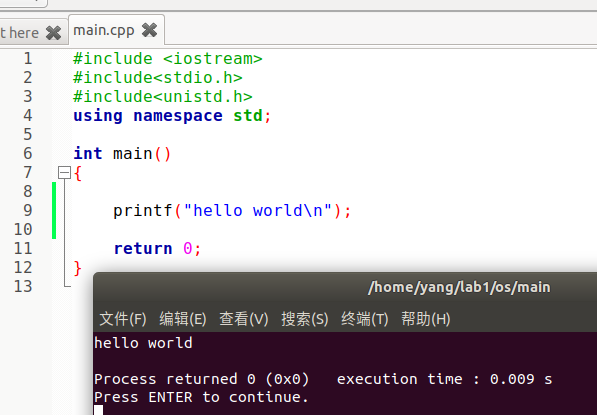 t here main.cpp
1 #include <iostream>
2 #include<stdio.h>
3 #include<unistd.h>
4 using namespace std;
5
6 int main()
7 {
8
9 printf("hello world\n");
10
11 return 0;
12 }
13
/home/yang/lab1/os/main
文件(F) 编辑(E) 查看(V) 搜索(S) 终端(T) 帮助(H)
hello world
Process returned 0 (0x0) execution time : 0.009 s
Press ENTER to continue.